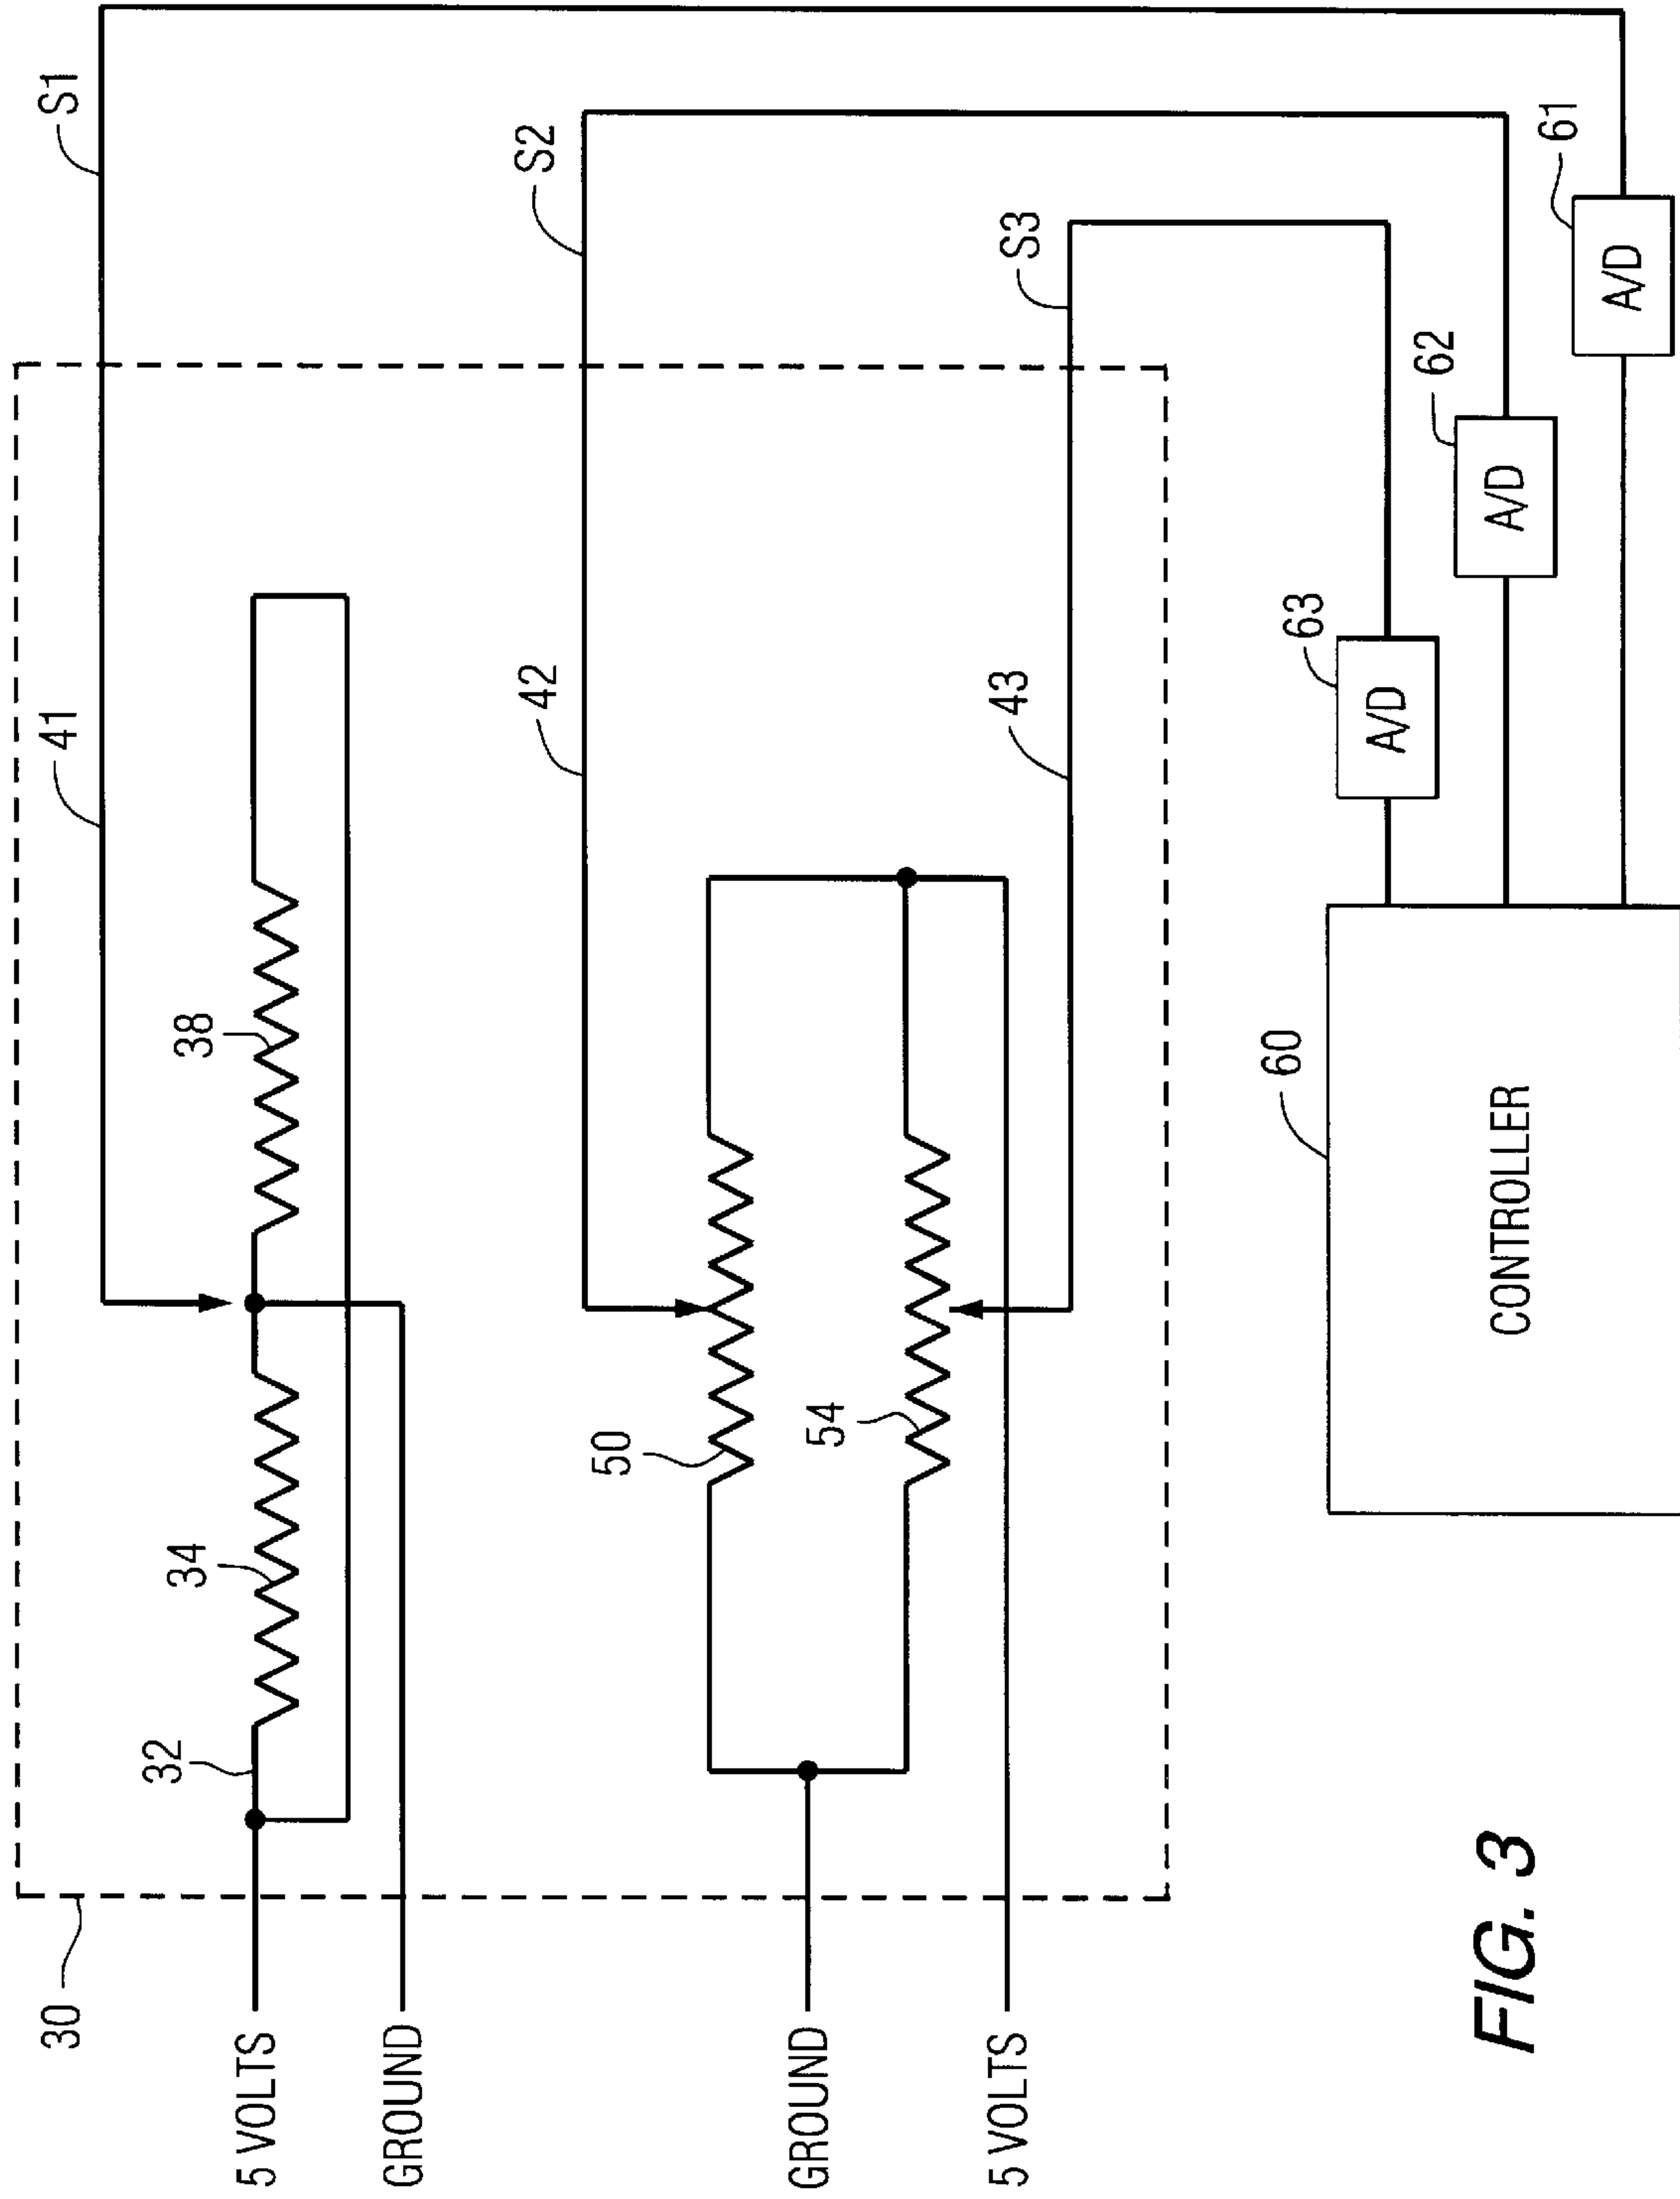 S1
S2
S3
41
42
43
38
34
32
50
54
30
5 VOLTS
GROUND
GROUND
5 VOLTS
61
A/D
62
A/D
63
A/D
60
CONTROLLER
FIG. 3